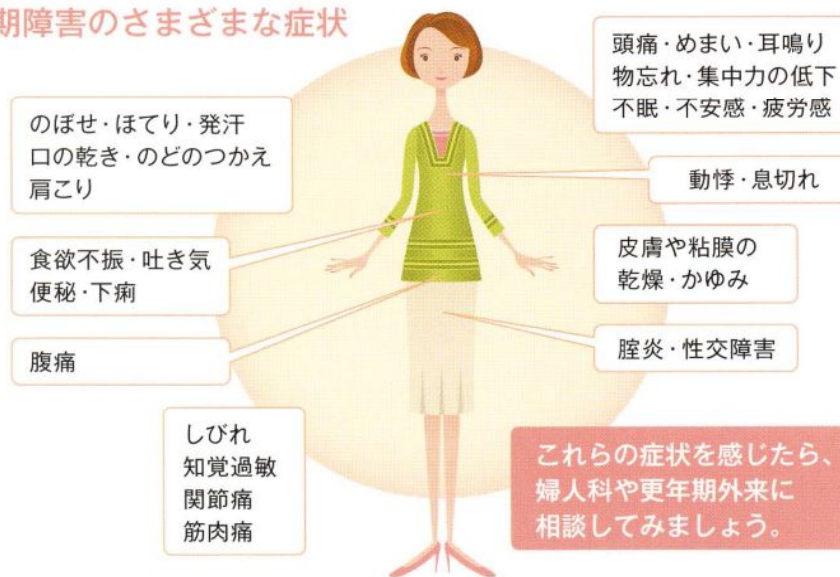 期障害のさまざまな症状
頭痛・めまい・耳鳴り
物忘れ・集中力の低下
不眠・不安感・疲労感
のぼせ・ほてり・発汗
口の乾き・のどのつかえ
肩こり
動悸・息切れ
食欲不振・吐き気
便秘・下痢
皮膚や粘膜の
乾燥・かゆみ
腹痛
腟炎・性交障害
しびれ
知覚過敏
関節痛
筋肉痛
これらの症状を感じたら、
婦人科や更年期外来に
相談してみましょう。